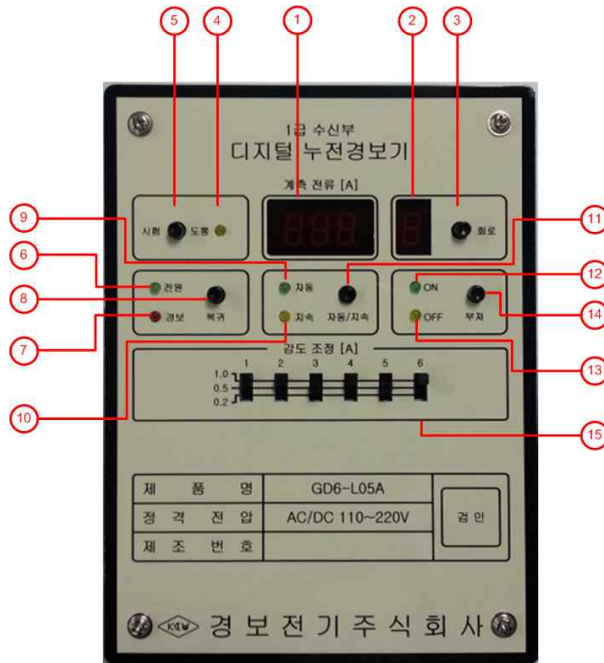 5 4 1 2 3
1급 수신부
디지털 누전경보기
계측 전류 [A]
9 시험 도통 회로 11
6 전원 자동 ON 12
8 복귀 자동/지속 부저 14
7 경보 지속 OFF 13
감도 조정 [A]
10 1 2 3 4 5 6
1.0
0.5
0.2
15
제 품 명 GD6-L05A
정 격 전 압 AC/DC 110~220V 검 인
제 조 번 호
경보전기주식회사